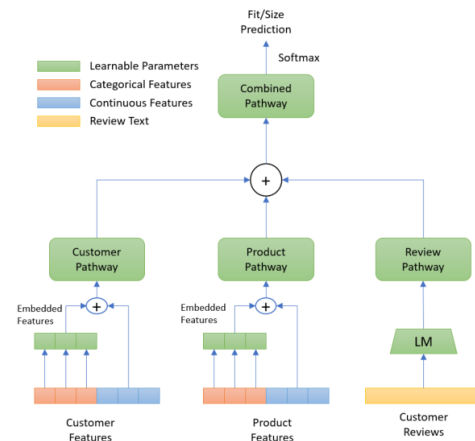 Fit/Size
Prediction
Softmax
Learnable Parameters
Categorical Features
Continuous Features
Review Text
Combined
Pathway
+
Customer
Pathway
Product
Pathway
Review
Pathway
Embedded
Features
+
Embedded
Features
+
LM
Customer
Features
Product
Features
Customer
Reviews